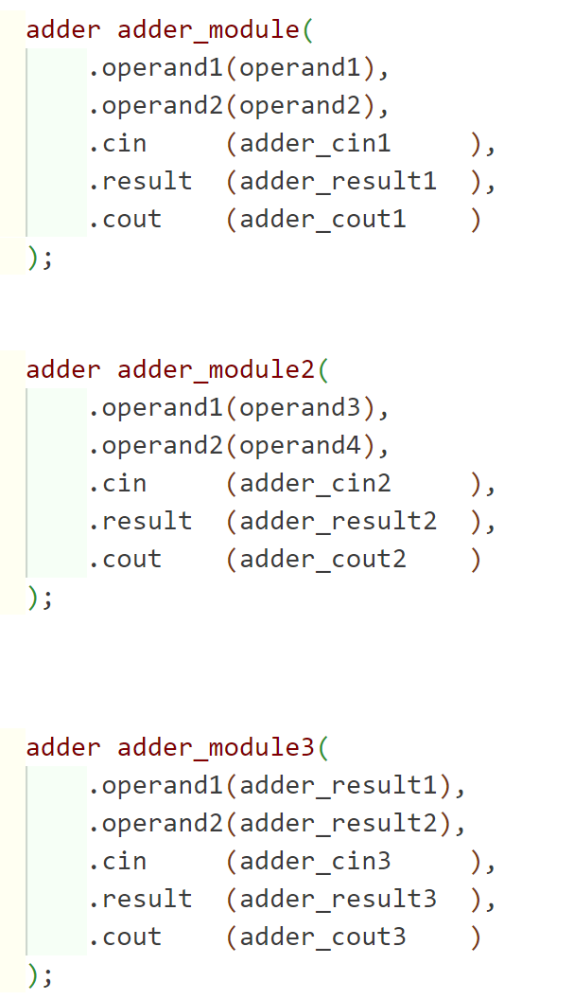 adder adder_module(
    .operand1(operand1),
    .operand2(operand2),
    .cin     (adder_cin1     ),
    .result  (adder_result1  ),
    .cout    (adder_cout1    )
);
adder adder_module2(
    .operand1(operand3),
    .operand2(operand4),
    .cin     (adder_cin2     ),
    .result  (adder_result2  ),
    .cout    (adder_cout2    )
);
adder adder_module3(
    .operand1(adder_result1),
    .operand2(adder_result2),
    .cin     (adder_cin3     ),
    .result  (adder_result3  ),
    .cout    (adder_cout3    )
);